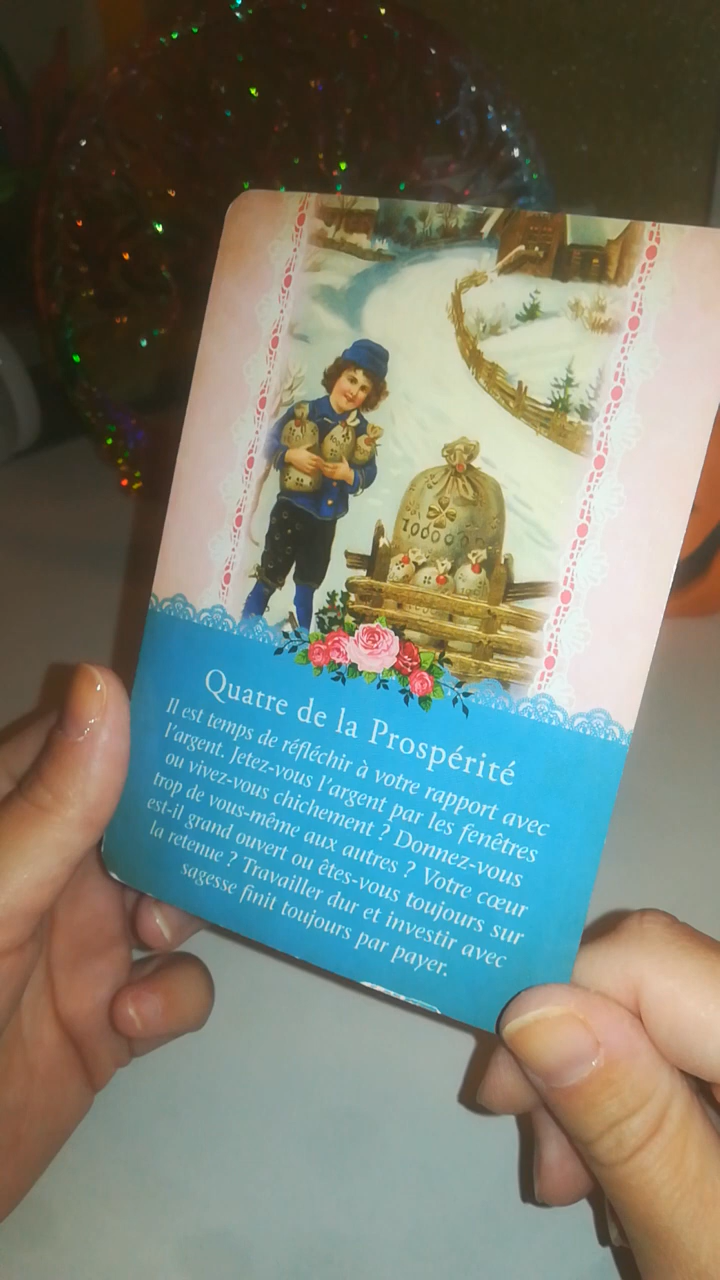 1000
10000
Quatre de la Prospérité
Il est temps de réfléchir à votre rapport avec
l'argent. Jetez-vous l'argent par les fenêtres
ou vivez-vous chichement ? Donnez-vous
trop de vous-même aux autres ? Votre cœur
est-il grand ouvert ou êtes-vous toujours sur
la retenue ? Travailler dur et investir avec
sagesse finit toujours par payer.